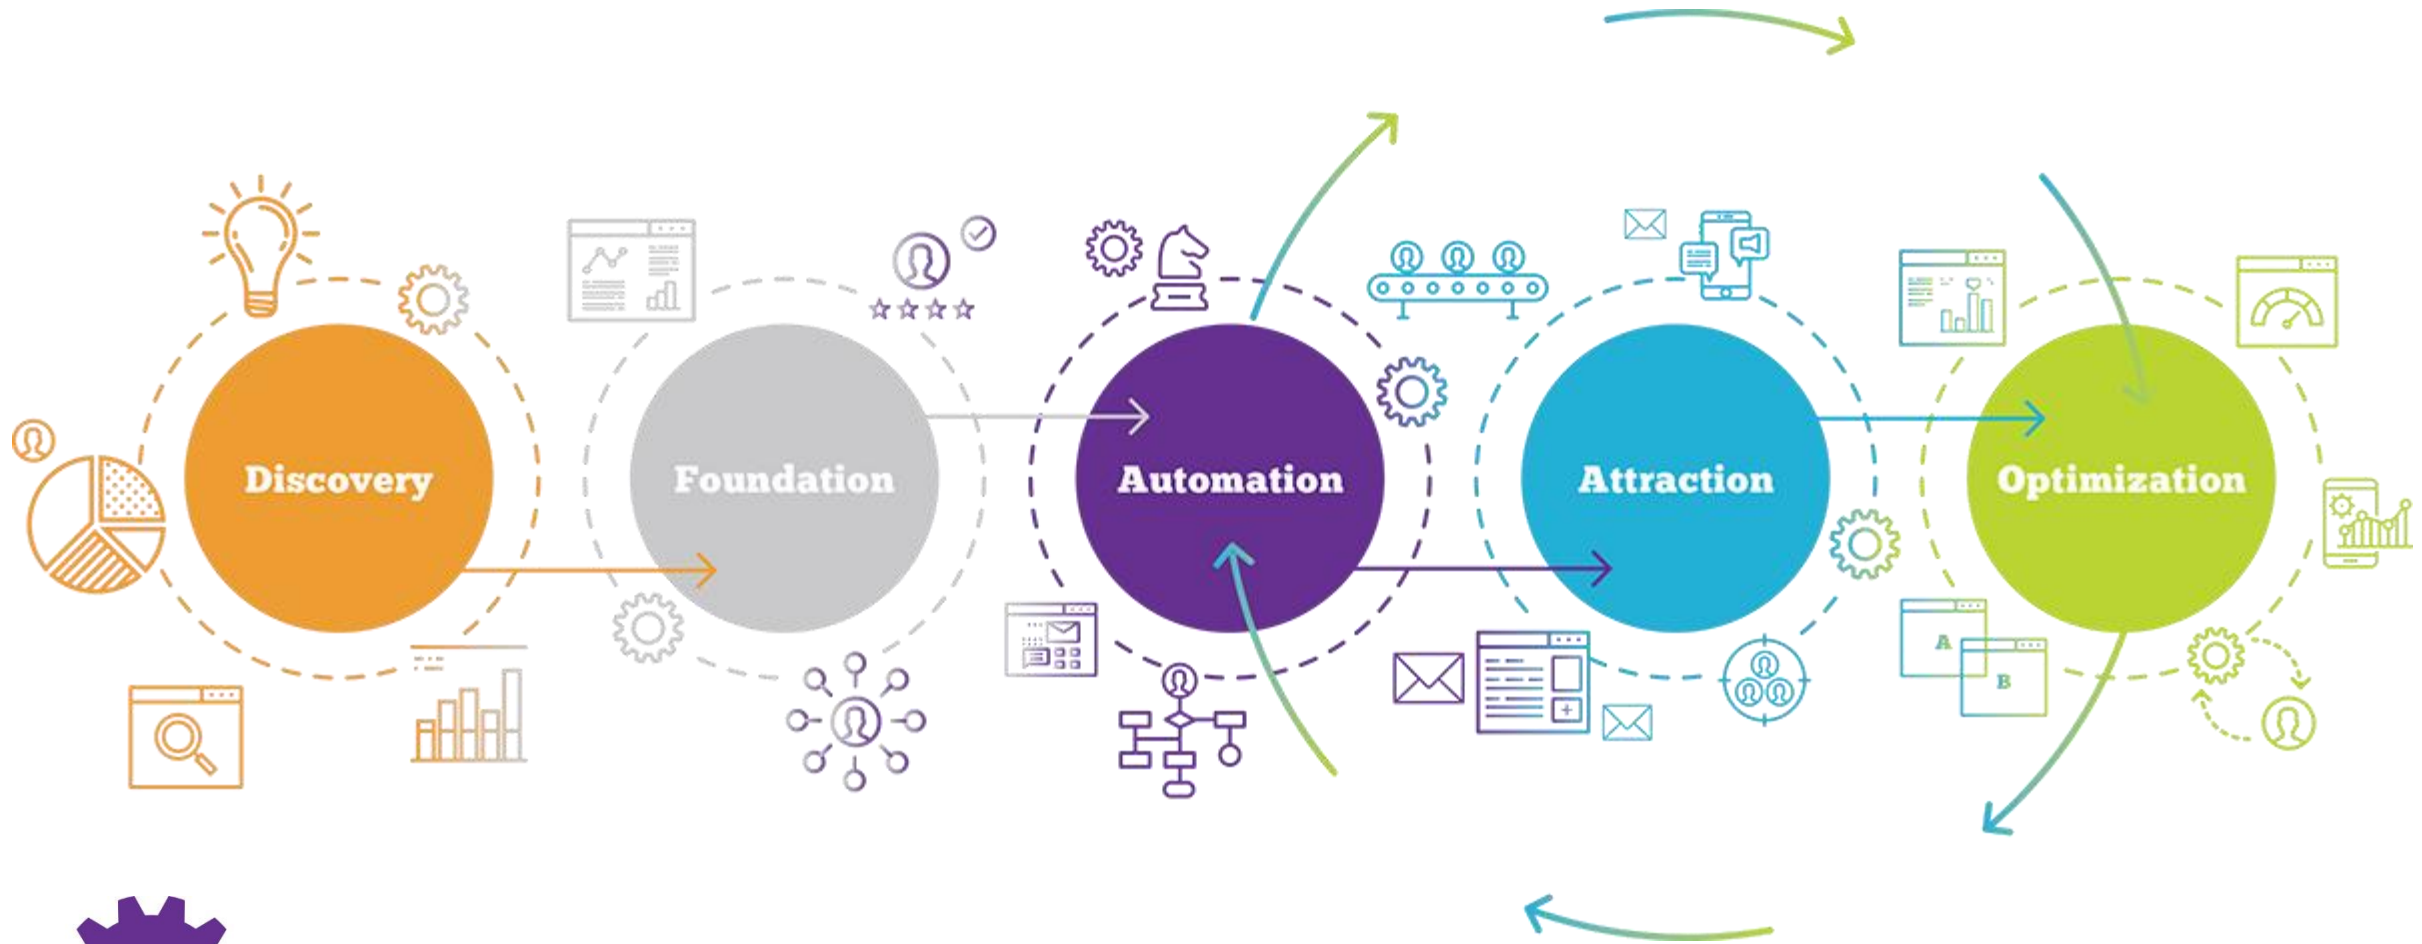 Discovery
Foundation
Automation
Attraction
Optimization
A
B